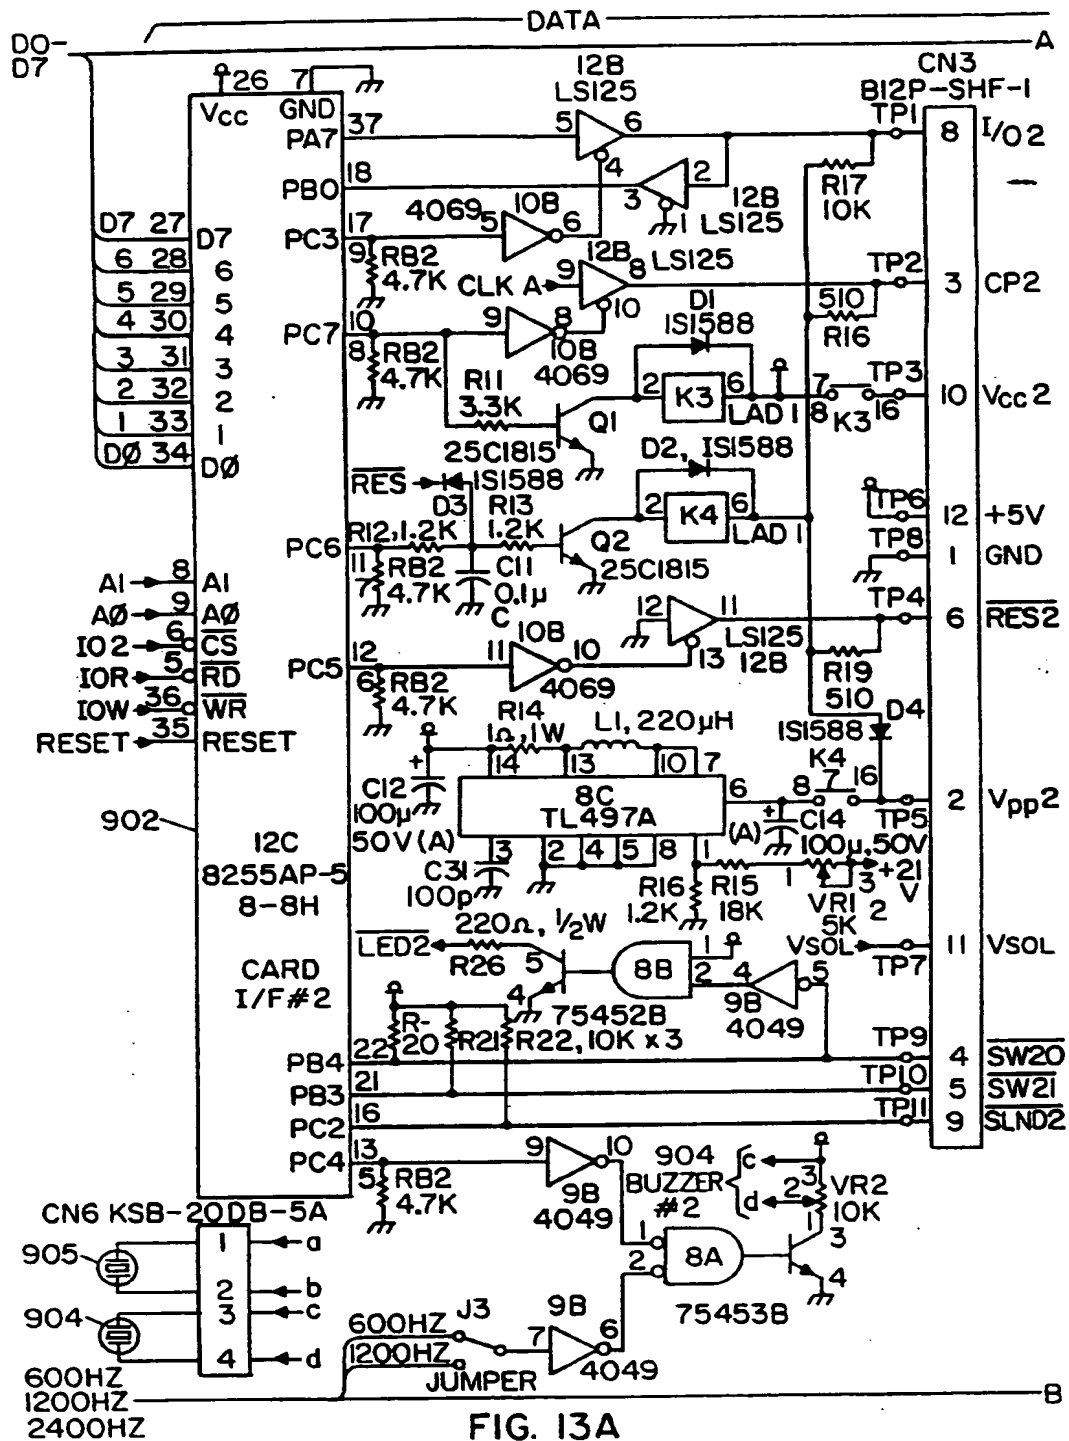 DATA
D0-
D7
A
26
7
12B
LS125
CN3
B12P-SHF-1
Vcc
GND
PA7
37
5
6
4
TP1
8
I/O2
PB0
18
3
2
1
12B
LS125
R17
10K
4069
10B
5
6
D7 27
D7
PC3
17
9
RB2
4.7K
12B
LS125
9
8
10
CLK A
TP2
3
CP2
510
R16
6 28
6
5 29
5
4 30
4
PC7
10
8
RB2
4.7K
9
8
10B
4069
D1
1S1588
3 31
3
2 32
2
R11
3.3K
2
K3
6
LAD1
7
8
K3
16
TP3
10
Vcc2
1 33
1
DØ 34
DØ
Q1
25C1815
D2, 1S1588
RES
1S1588
D3
2
K4
6
LAD1
TP6
12
+5V
R12, 1.2K
R13
1.2K
PC6
11
7
RB2
4.7K
C11
0.1μ
C
Q2
25C1815
TP8
1
GND
A1
8
A1
AØ
9
AØ
IO2
6
CS
IOR
5
RD
IOW
36
WR
RESET
35
RESET
12
11
13
LS125
12B
TP4
6
RES2
PC5
12
6
RB2
4.7K
11
10B
10
4069
R19
510
D4
1S1588
R14
1Ω, 1W
L1, 220μH
+
C12
100μ
50V(A)
14
13
10
7
8C
TL497A
6
(A)
+
C14
100μ, 50V
K4
8
7
16
TP5
2
Vpp2
902
3
2
4
5
8
1
C31
100p
R16
1.2K
R15
18K
1
3
2
VR1
5K
+21
V
12C
8255AP-5
8-8H
CARD
I/F#2
220Ω, 1/2W
LED2
R26
5
4
75452B
8B
1
2
4
5
9B
4049
VSOL
TP7
11
VSOL
R-
20
R21
R22, 10K x 3
PB4
22
TP9
4
SW20
PB3
21
TP10
5
SW21
PC2
16
TP11
9
SLND2
PC4
13
5
RB2
4.7K
9
10
9B
4049
904
BUZZER
#2
c
d
3
2
1
VR2
10K
CN6 KSB-20DB-5A
905
1
a
2
b
904
3
c
4
d
1
2
8A
75453B
3
4
J3
600HZ
1200HZ
JUMPER
7
9B
6
4049
600HZ
1200HZ
2400HZ
B
FIG. 13A